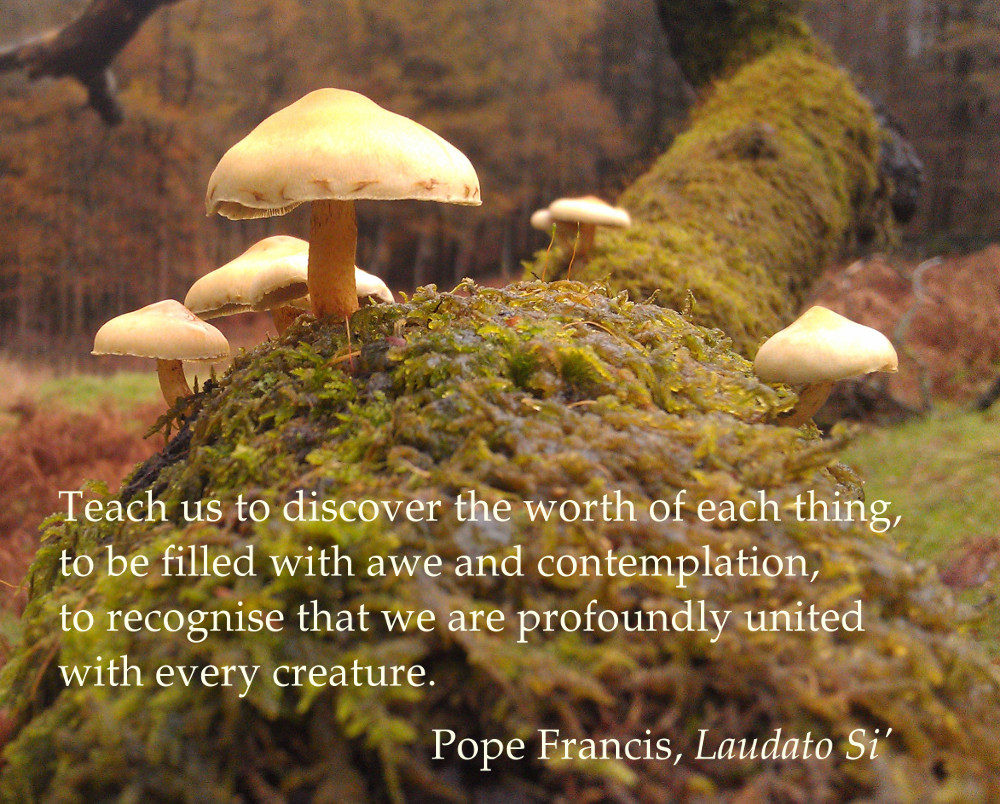 Teach us to discover the worth of each thing,
to be filled with awe and contemplation,
to recognise that we are profoundly united
with every creature.
Pope Francis, Laudato Si'